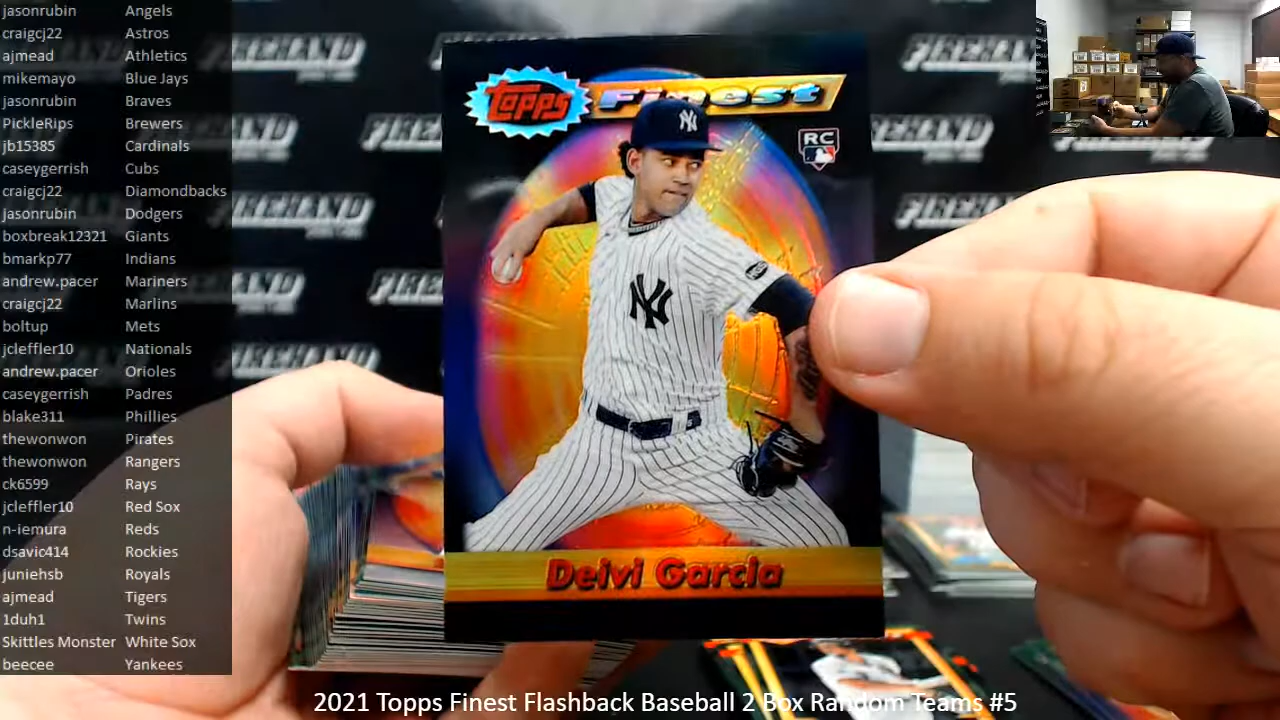 jasonrubin Angels
craigcj22 Astros
ajmead Athletics
mikemayo Blue Jays
jasonrubin Braves
PickleRips Brewers
jb15385 Cardinals
caseygerrish Cubs
craigcj22 Diamondbacks
jasonrubin Dodgers
boxbreak12321 Giants
bmarkp77 Indians
andrew.pacer Mariners
craigcj22 Marlins
boltup Mets
jcleffler10 Nationals
andrew.pacer Orioles
caseygerrish Padres
blake311 Phillies
thewonwon Pirates
thewonwon Rangers
ck6599 Rays
jcleffler10 Red Sox
n-iemura Reds
dsavic414 Rockies
juniehsb Royals
ajmead Tigers
1duh1 Twins
Skittles Monster White Sox
beecee Yankees
FIREHAND
FIREHAND
FIREHAND
FIREHAND
FIREHAND
Topps Finest
RC
NY
NY
Deivi Garcia
2021 Topps Finest Flashback Baseball 2 Box Random Teams #5